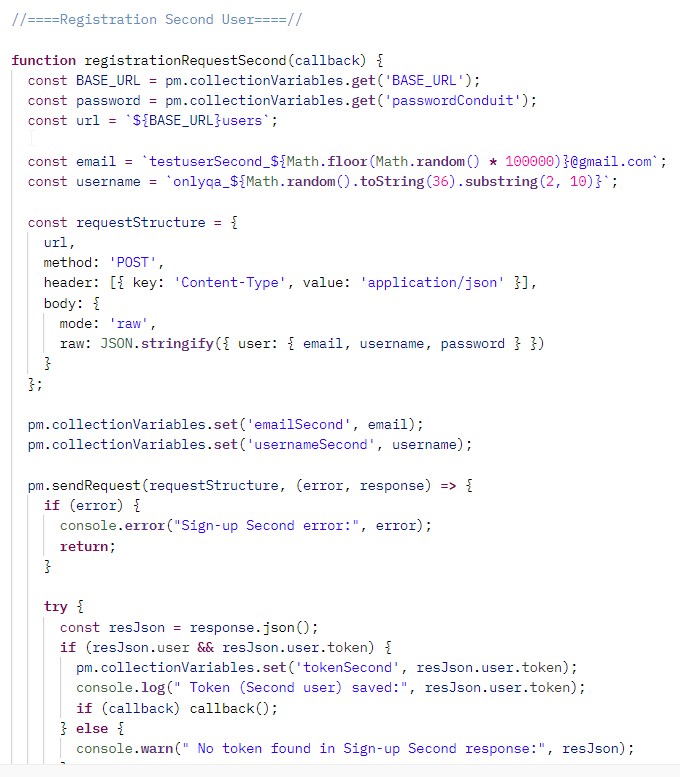 //====Registration Second User====//
function registrationRequestSecond(callback) {
const BASE_URL = pm.collectionVariables.get('BASE_URL');
const password = pm.collectionVariables.get('passwordConduit');
const url = `${BASE_URL}users`;
const email = `testuserSecond_${Math.floor(Math.random() * 100000)}@gmail.com`;
const username = `onlyqa_${Math.random().toString(36).substring(2, 10)}`;
const requestStructure = {
url,
method: 'POST',
header: [{ key: 'Content-Type', value: 'application/json' }],
body: {
mode: 'raw',
raw: JSON.stringify({ user: { email, username, password } })
}
};
pm.collectionVariables.set('emailSecond', email);
pm.collectionVariables.set('usernameSecond', username);
pm.sendRequest(requestStructure, (error, response) => {
if (error) {
console.error("Sign-up Second error:", error);
return;
}
try {
const resJson = response.json();
if (resJson.user && resJson.user.token) {
pm.collectionVariables.set('tokenSecond', resJson.user.token);
console.log(" Token (Second user) saved:", resJson.user.token);
if (callback) callback();
} else {
console.warn(" No token found in Sign-up Second response:", resJson);